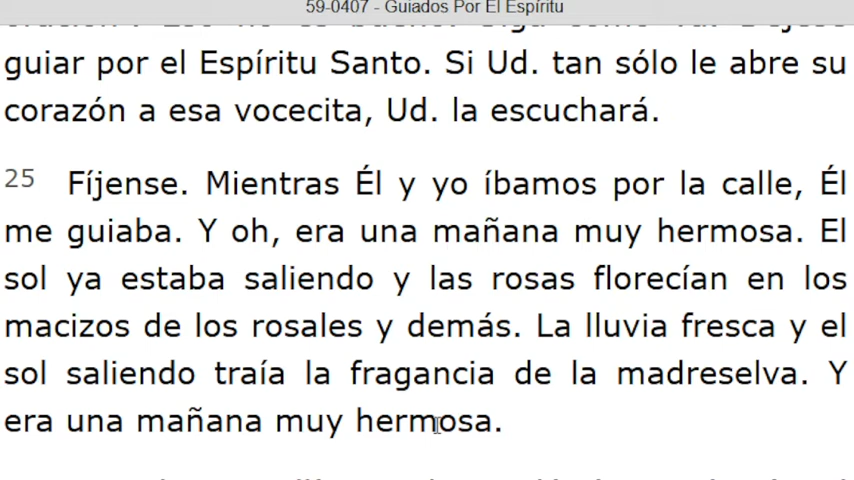 59-0407 - Guiados Por El Espíritu
guiar por el Espíritu Santo. Si Ud. tan sólo le abre su
corazón a esa vocecita, Ud. la escuchará.
25 Fíjense. Mientras Él y yo íbamos por la calle, Él
me guiaba. Y oh, era una mañana muy hermosa. El
sol ya estaba saliendo y las rosas florecían en los
macizos de los rosales y demás. La lluvia fresca y el
sol saliendo traía la fragancia de la madreselva. Y
era una mañana muy hermosa.